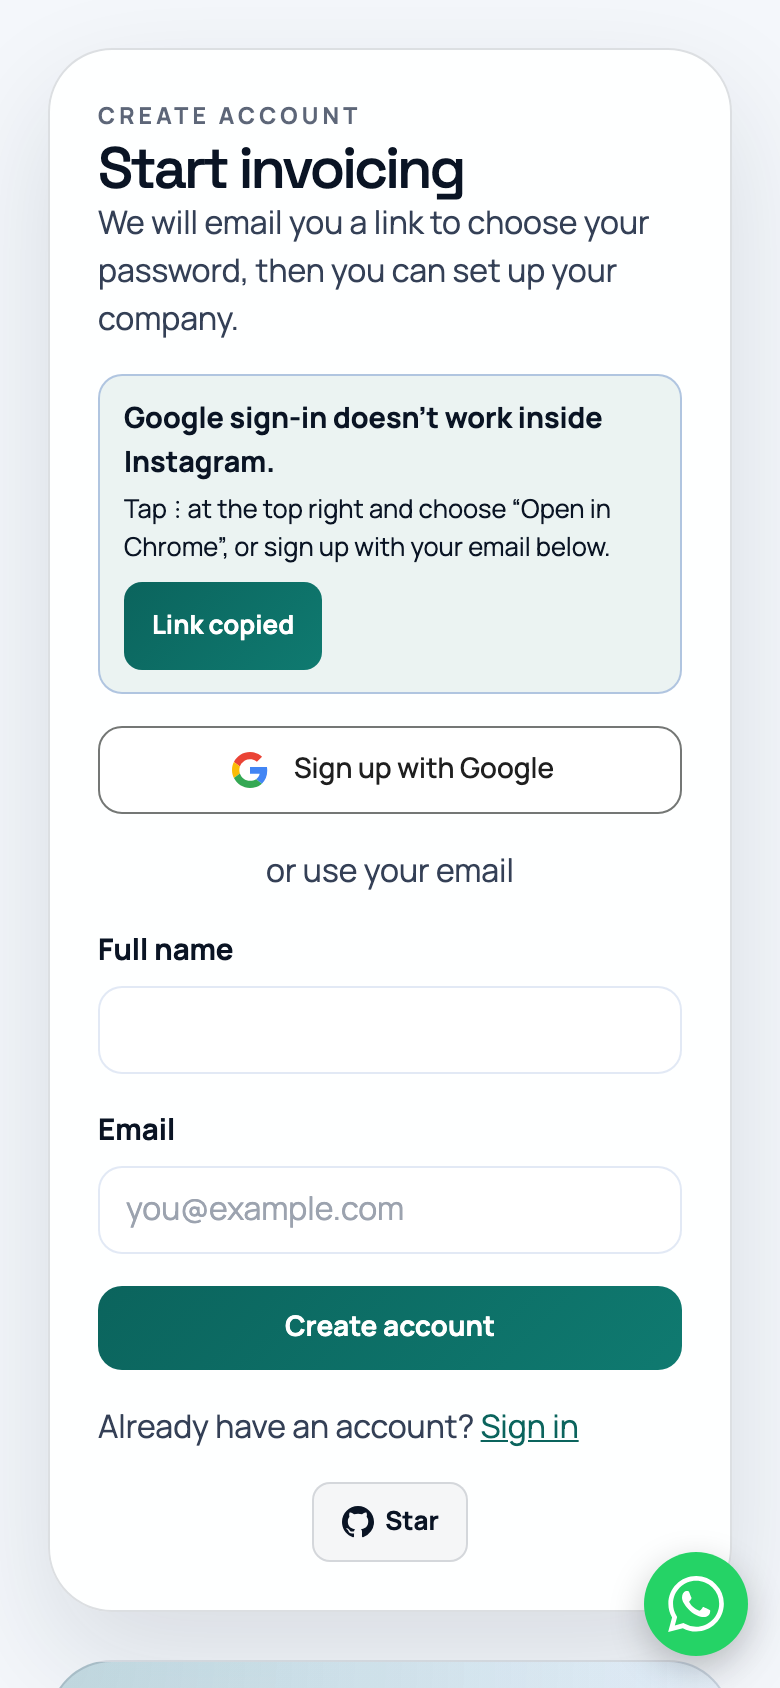 CREATE ACCOUNT
Start invoicing
We will email you a link to choose your
password, then you can set up your
company.
Google sign-in doesn’t work inside
Instagram.
Tap ⋮ at the top right and choose “Open in
Chrome”, or sign up with your email below.
Link copied
Sign up with Google
or use your email
Full name
Email
you@example.com
Create account
Already have an account? Sign in
Star